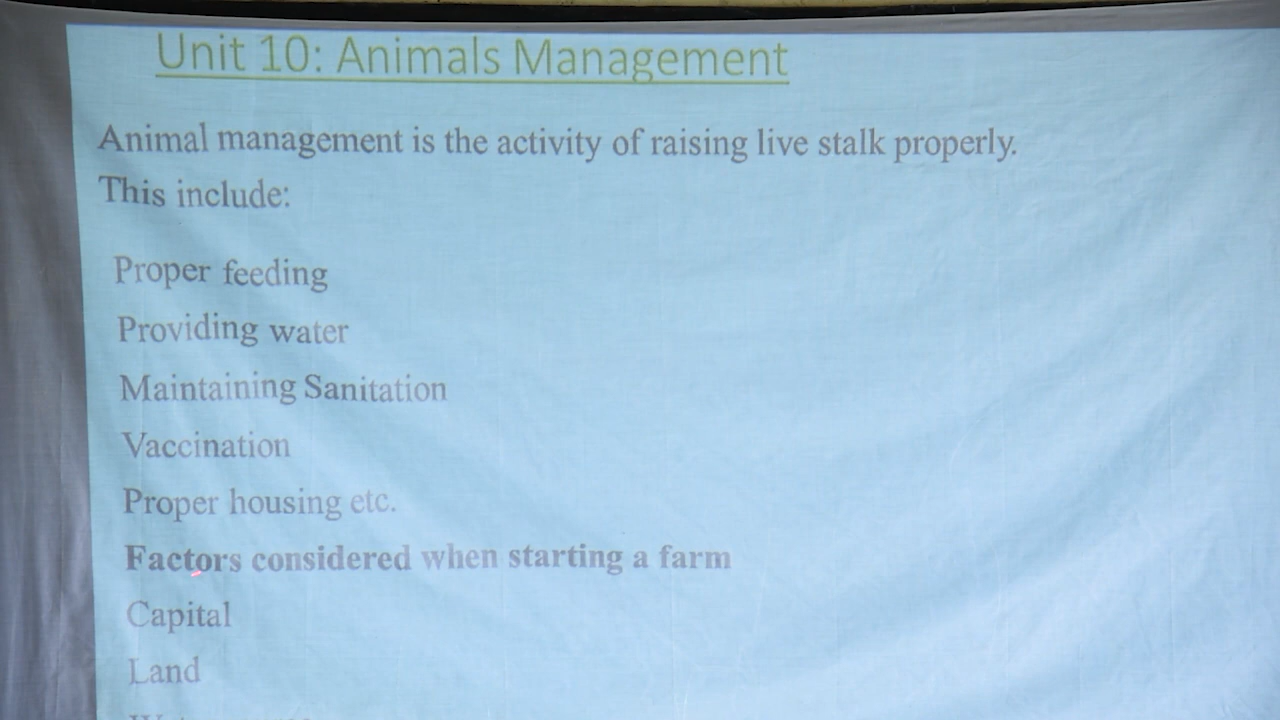 Unit 10: Animals Management
Animal management is the activity of raising live stalk properly.
This include:
Proper feeding
Providing water
Maintaining Sanitation
Vaccination
Proper housing etc.
Factors considered when starting a farm
Capital
Land